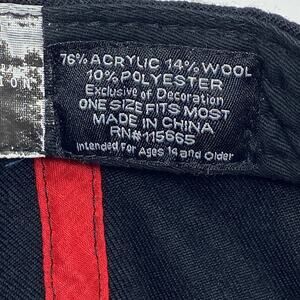 76% ACRYLIC 14% WOOL
10% POLYESTER
Exclusive of Decoration
ONE SIZE FITS MOST
MADE IN CHINA
RN#115665
Intended For Ages 14 and Older